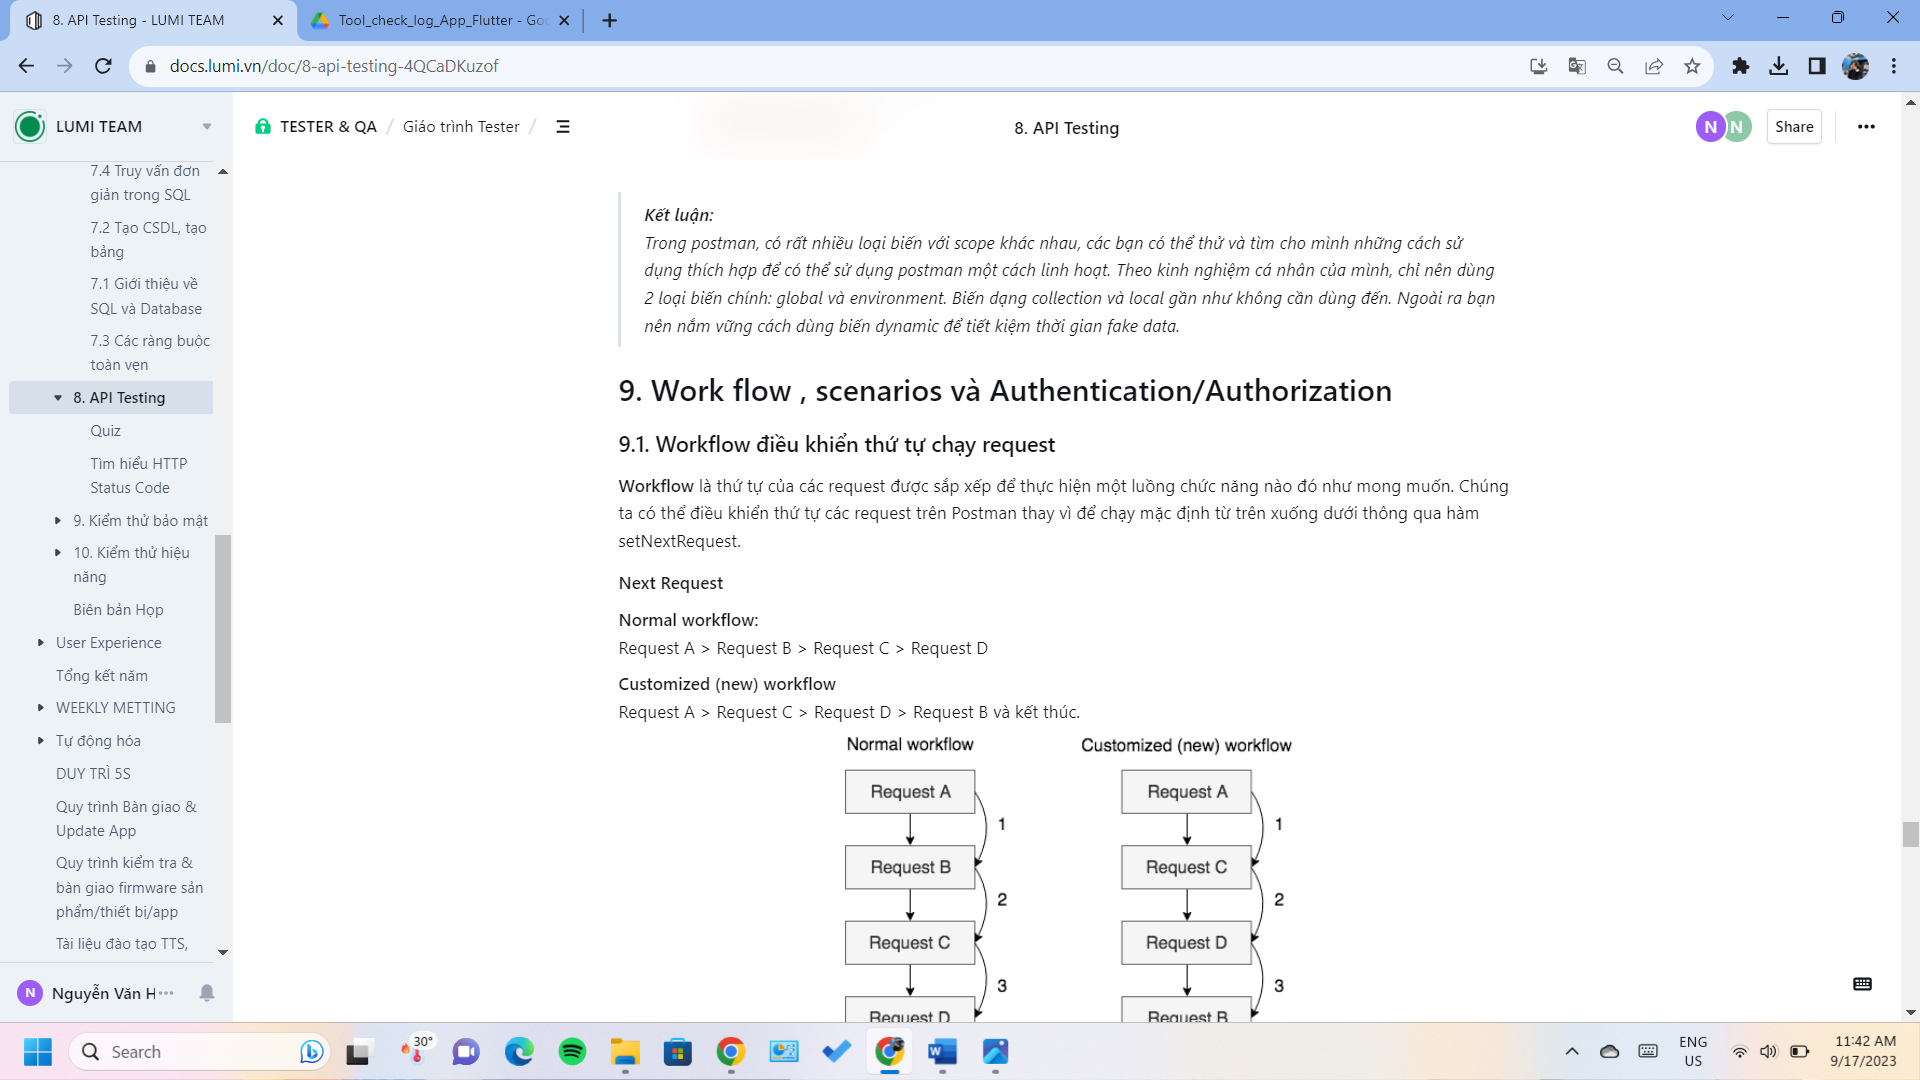 8. API Testing - LUMI TEAM
Tool_check_log_App_Flutter - Goo
docs.lumi.vn/doc/8-api-testing-4QCaDKuzof
LUMI TEAM
TESTER & QA / Giáo trình Tester /
8. API Testing
N
N
Share
7.4 Truy vấn đơn
giản trong SQL
7.2 Tạo CSDL, tạo
bảng
7.1 Giới thiệu về
SQL và Database
7.3 Các ràng buộc
toàn vẹn
8. API Testing
Quiz
Tìm hiểu HTTP
Status Code
9. Kiểm thử bảo mật
10. Kiểm thử hiệu
năng
Biên bản Họp
User Experience
Tổng kết năm
WEEKLY METTING
Tự động hóa
DUY TRÌ 5S
Quy trình Bàn giao &
Update App
Quy trình kiểm tra &
bàn giao firmware sản
phẩm/thiết bị/app
Tài liệu đào tạo TTS,
N
Nguyễn Văn H
Kết luận:
Trong postman, có rất nhiều loại biến với scope khác nhau, các bạn có thể thử và tìm cho mình những cách sử
dụng thích hợp để có thể sử dụng postman một cách linh hoạt. Theo kinh nghiệm cá nhân của mình, chỉ nên dùng
2 loại biến chính: global và environment. Biến dạng collection và local gần như không cần dùng đến. Ngoài ra bạn
nên nắm vững cách dùng biến dynamic để tiết kiệm thời gian fake data.
9. Work flow , scenarios và Authentication/Authorization
9.1. Workflow điều khiển thứ tự chạy request
Workflow là thứ tự của các request được sắp xếp để thực hiện một luồng chức năng nào đó như mong muốn. Chúng
ta có thể điều khiển thứ tự các request trên Postman thay vì để chạy mặc định từ trên xuống dưới thông qua hàm
setNextRequest.
Next Request
Normal workflow:
Request A > Request B > Request C > Request D
Customized (new) workflow
Request A > Request C > Request D > Request B và kết thúc.
Normal workflow
Request A
1
Request B
2
Request C
3
Request D
Customized (new) workflow
Request A
1
Request C
2
Request D
3
Request B
Search
30°
ENG
US
11:42 AM
9/17/2023